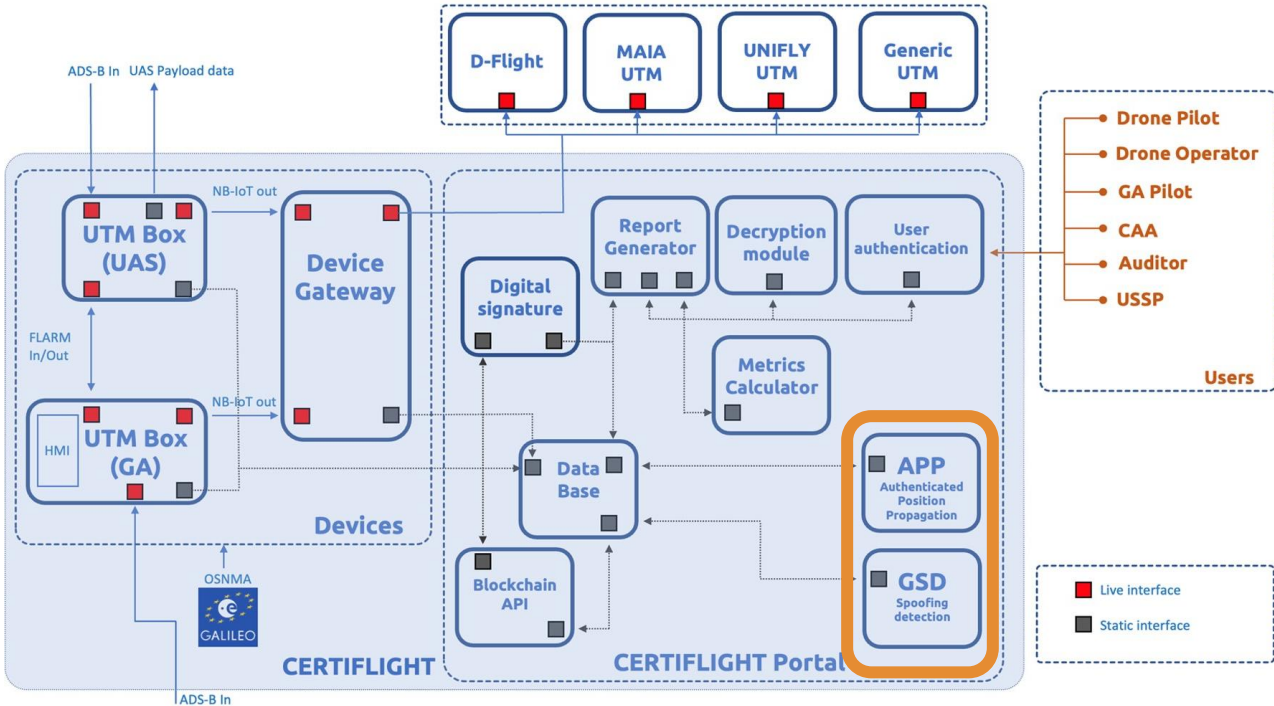 D-Flight
MAIA
UTM
UNIFLY
UTM
Generic
UTM
ADS-B In
UAS Payload data
Drone Pilot
Drone Operator
GA Pilot
CAA
Auditor
USSP
Users
NB-IoT out
UTM Box
(UAS)
Device
Gateway
Report
Generator
Decryption
module
User
authentication
Digital
signature
FLARM
In/Out
Metrics
Calculator
NB-IoT out
HMI
UTM Box
(GA)
Data
Base
APP
Authenticated
Position
Propagation
Devices
OSNMA
GALILEO
Blockchain
API
GSD
Spoofing
detection
Live interface
Static interface
CERTIFLIGHT
CERTIFLIGHT Portal
ADS-B In